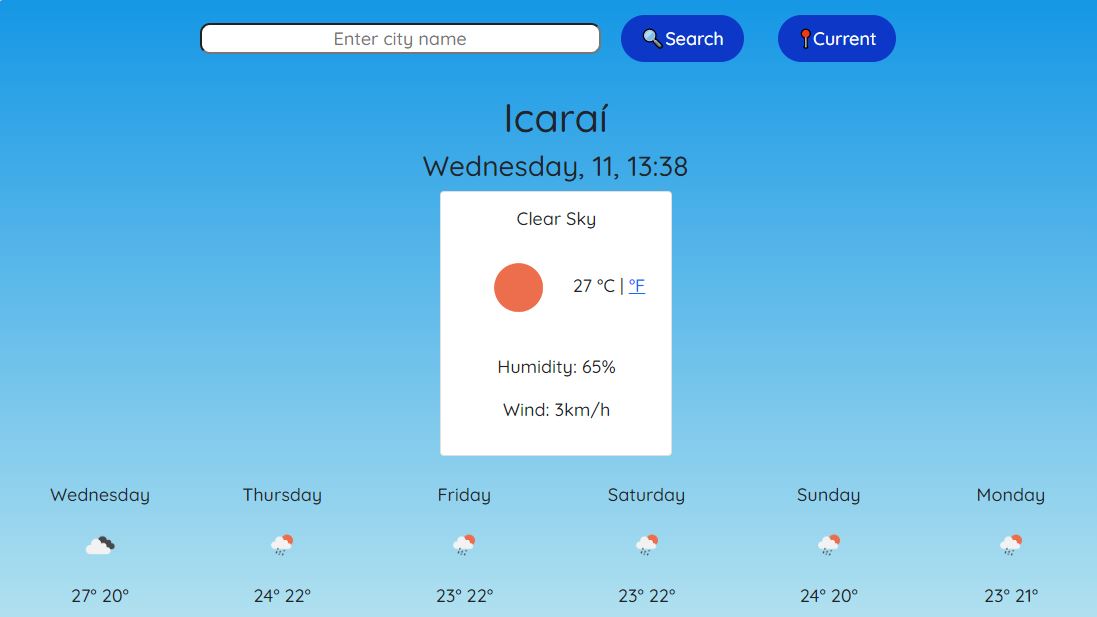 Enter city name
Search
Current
Icaraí
Wednesday, 11, 13:38
Clear Sky
27 °C | °F
Humidity: 65%
Wind: 3km/h
Wednesday Thursday Friday Saturday Sunday Monday
27° 20° 24° 22° 23° 22° 23° 22° 24° 20° 23° 21°